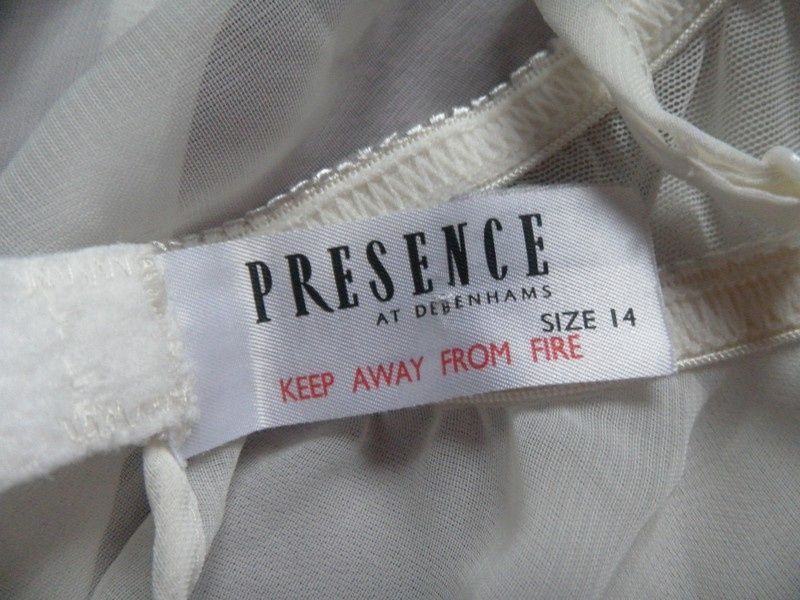 PRESENCE
AT DEBENHAMS
SIZE 14
KEEP AWAY FROM FIRE